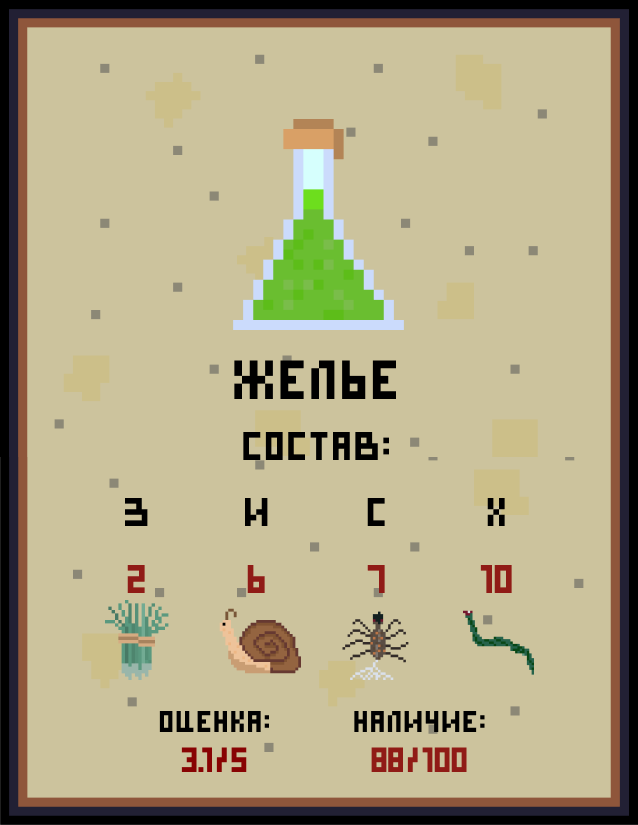 ЖЕЛЬЕ
СОСТАВ:
З И С Х
2 6 7 10
ОЦЕНКА: НАЛИЧИЕ:
3.1/5 88/100